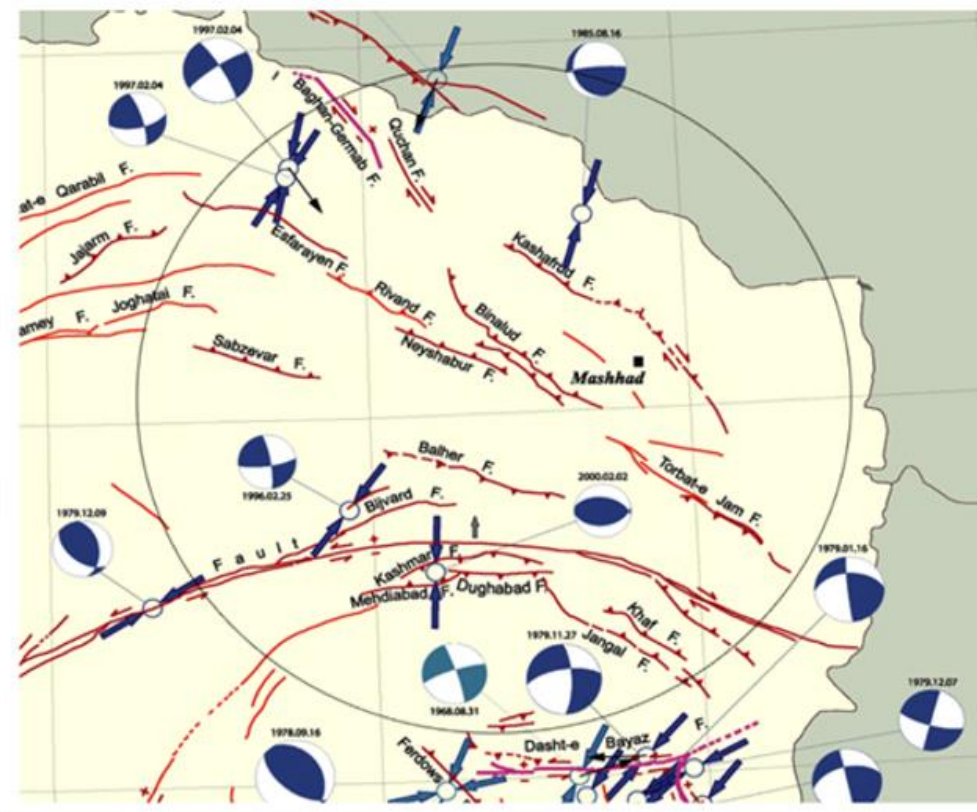 1997.02.04
1985.08.16
1997.02.04
Baghan-Germab F.
Quchan F.
at-e Qarabil F.
Jajarm F.
Esfarayen F.
Kashafrud F.
Joghatai F.
amey F.
Rivand F.
Binalud F.
Sabzevar F.
Neyshabur F.
Mashhad
Balher F.
1996.02.25
Bijvard F.
2000.02.02
Torbat-e Jam F.
1979.12.09
Fault
Kashmar F.
1979.01.16
Mehdiabad F.
Dughabad F.
Khaf F.
Jangal F.
1979.11.27
1968.08.31
1979.12.07
1978.09.16
Dasht-e Bayaz F.
Ferdows